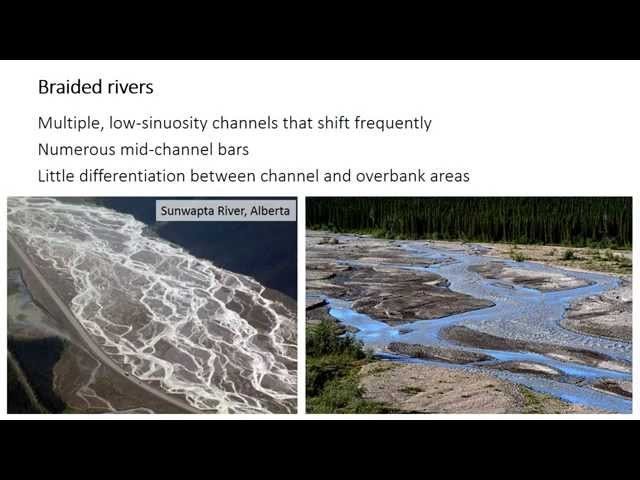 Braided rivers
Multiple, low-sinuosity channels that shift frequently
Numerous mid-channel bars
Little differentiation between channel and overbank areas
Sunwapta River, Alberta